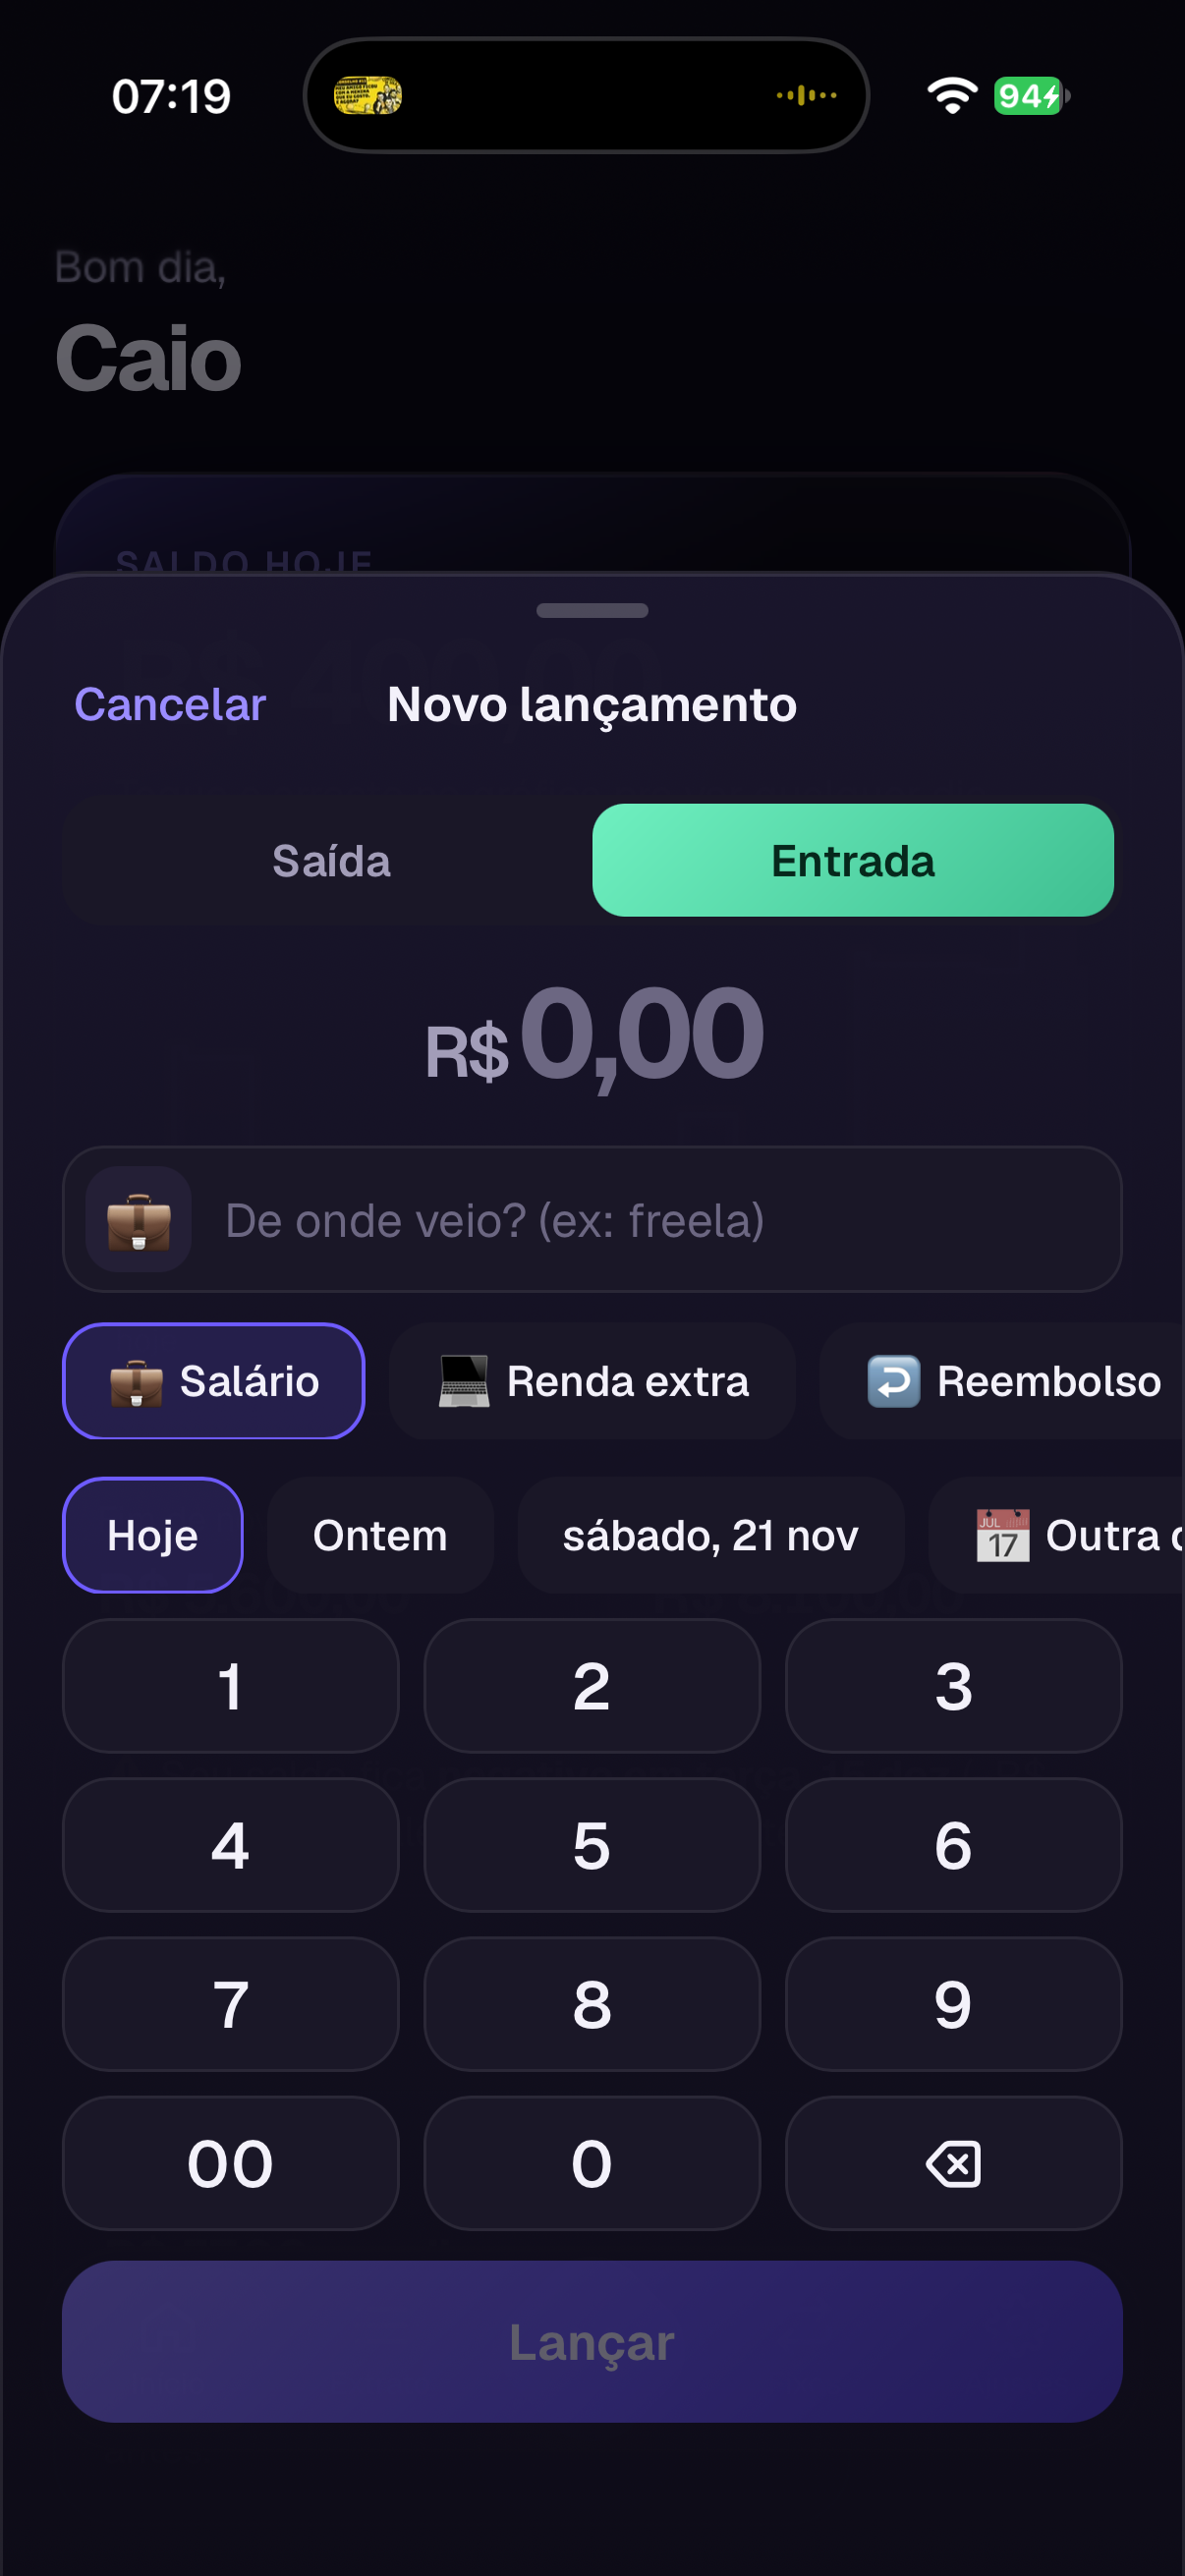 07:19
94
Bom dia,
Caio
SALDO HOJE
Cancelar
Novo lançamento
Saída
Entrada
R$ 0,00
De onde veio? (ex: freela)
Salário
Renda extra
Reembolso
Hoje
Ontem
sábado, 21 nov
JUL
17
Outra
1
2
3
4
5
6
7
8
9
00
0
Lançar